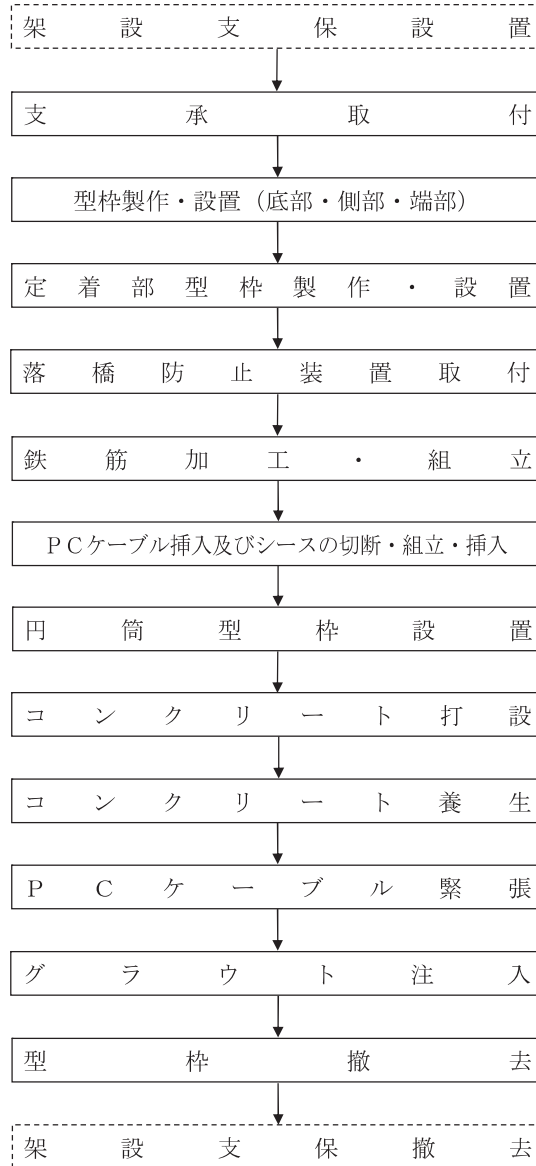 架設支保設置
支承取付
型枠製作・設置（底部・側部・端部）
定着部型枠製作・設置
落橋防止装置取付
鉄筋加工・組立
ＰＣケーブル挿入及びシースの切断・組立・挿入
円筒型枠設置
コンクリート打設
コンクリート養生
ＰＣケーブル緊張
グラウト注入
型枠撤去
架設支保撤去